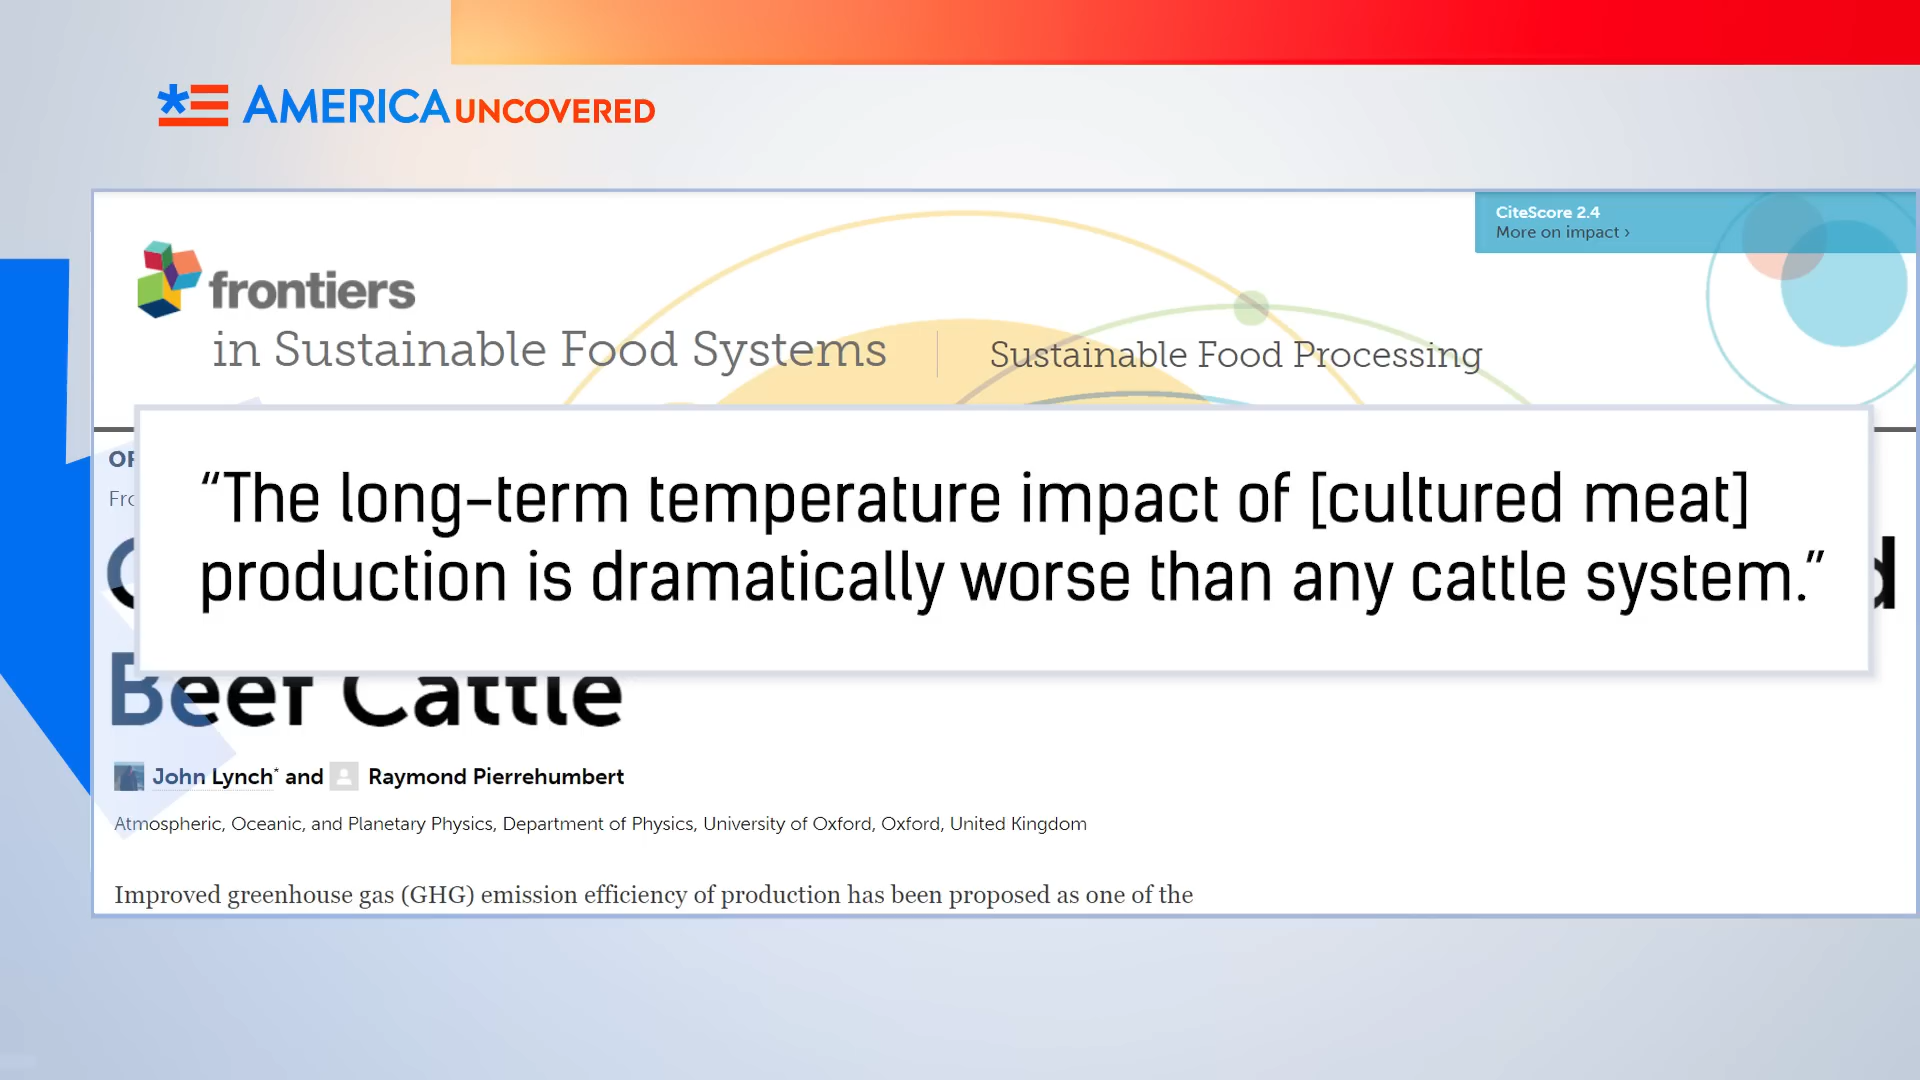 AMERICA UNCOVERED
CiteScore 2.4
More on impact ›
frontiers
in Sustainable Food Systems
Sustainable Food Processing
“The long-term temperature impact of [cultured meat]
production is dramatically worse than any cattle system.”
Beef Cattle
John Lynch* and Raymond Pierrehumbert
Atmospheric, Oceanic, and Planetary Physics, Department of Physics, University of Oxford, Oxford, United Kingdom
Improved greenhouse gas (GHG) emission efficiency of production has been proposed as one of the